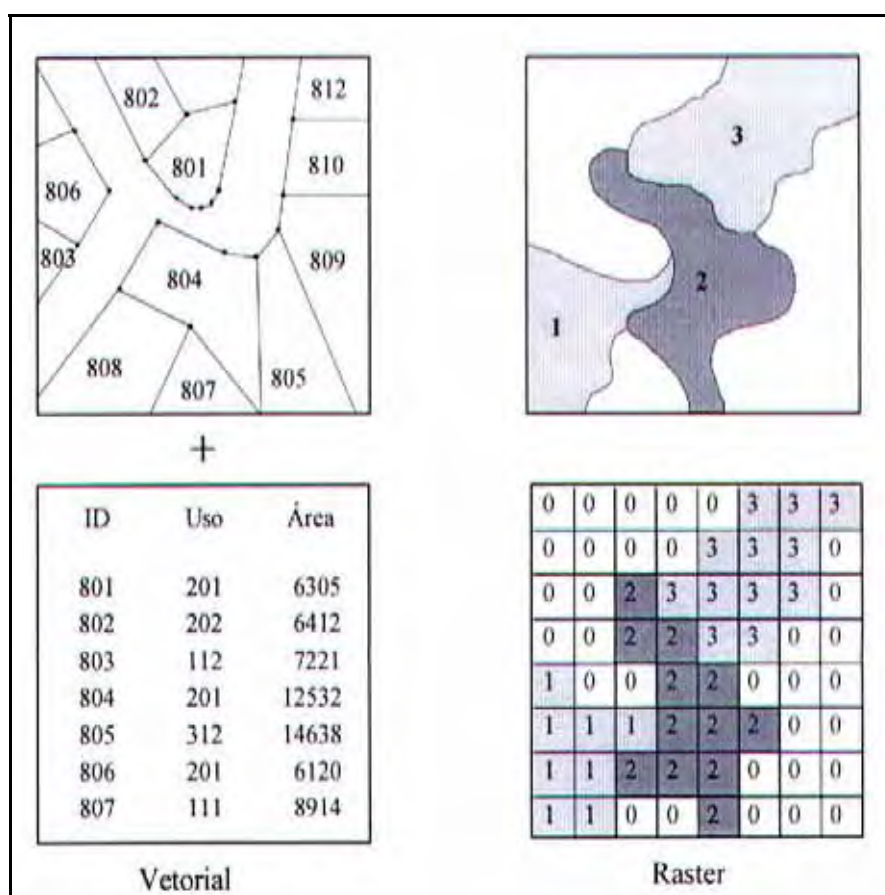 802
812
801
810
806
803
804
809
808
807
805
+
ID Uso Área
801 201 6305
802 202 6412
803 112 7221
804 201 12532
805 312 14638
806 201 6120
807 111 8914
Vetorial
3
2
1
0 0 0 0 0 3 3 3
0 0 0 0 3 3 3 0
0 0 2 3 3 3 3 0
0 0 2 2 3 3 0 0
1 0 0 2 2 0 0 0
1 1 1 2 2 2 0 0
1 1 2 2 2 0 0 0
1 1 0 0 2 0 0 0
Raster